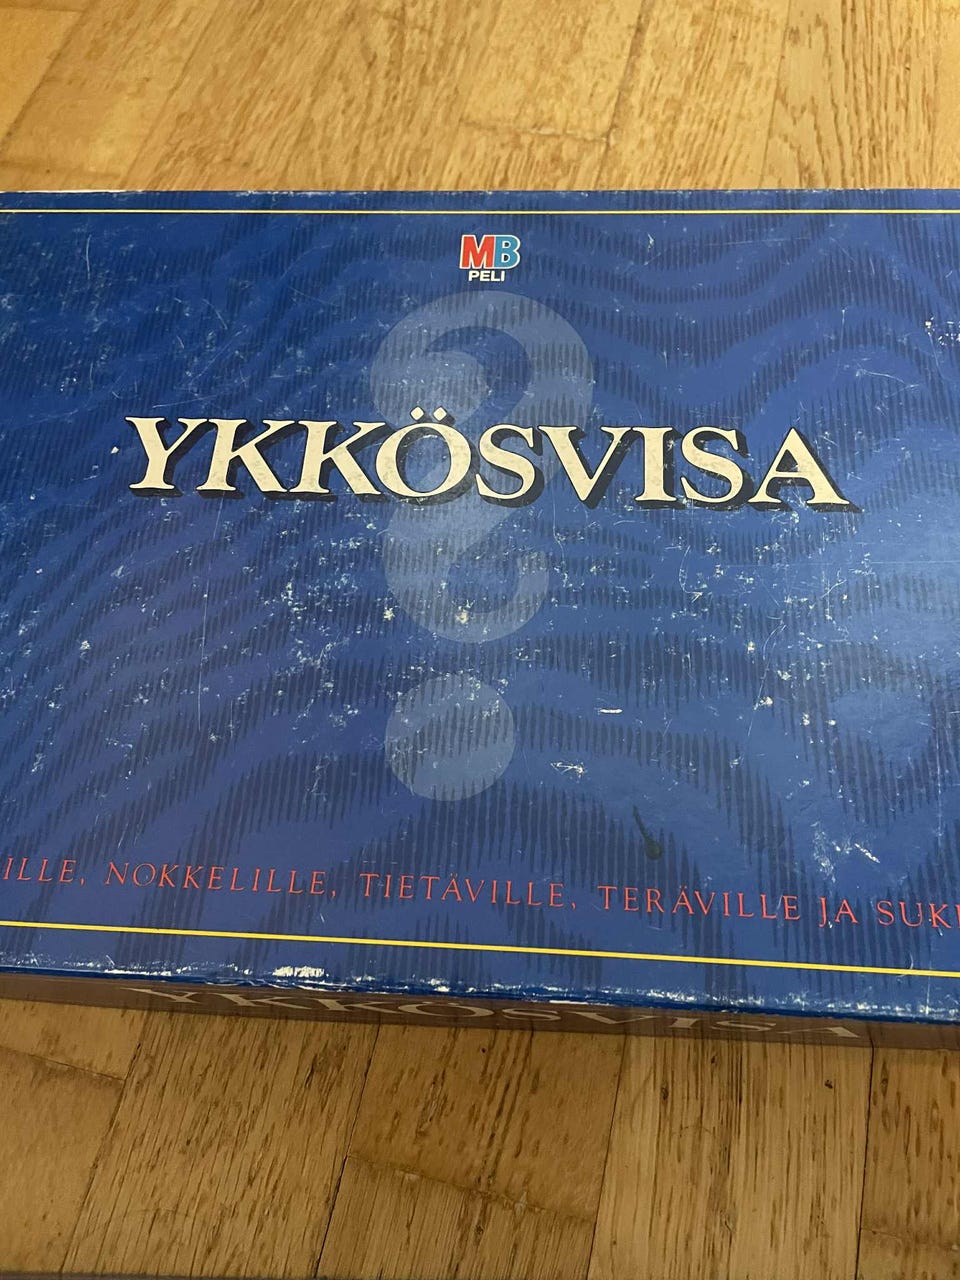 MB
PELI
YKKÖSVISA
NOKKELILLE, TIETÄVILLE, TERÄVILLE JA
YKKÖSVISA